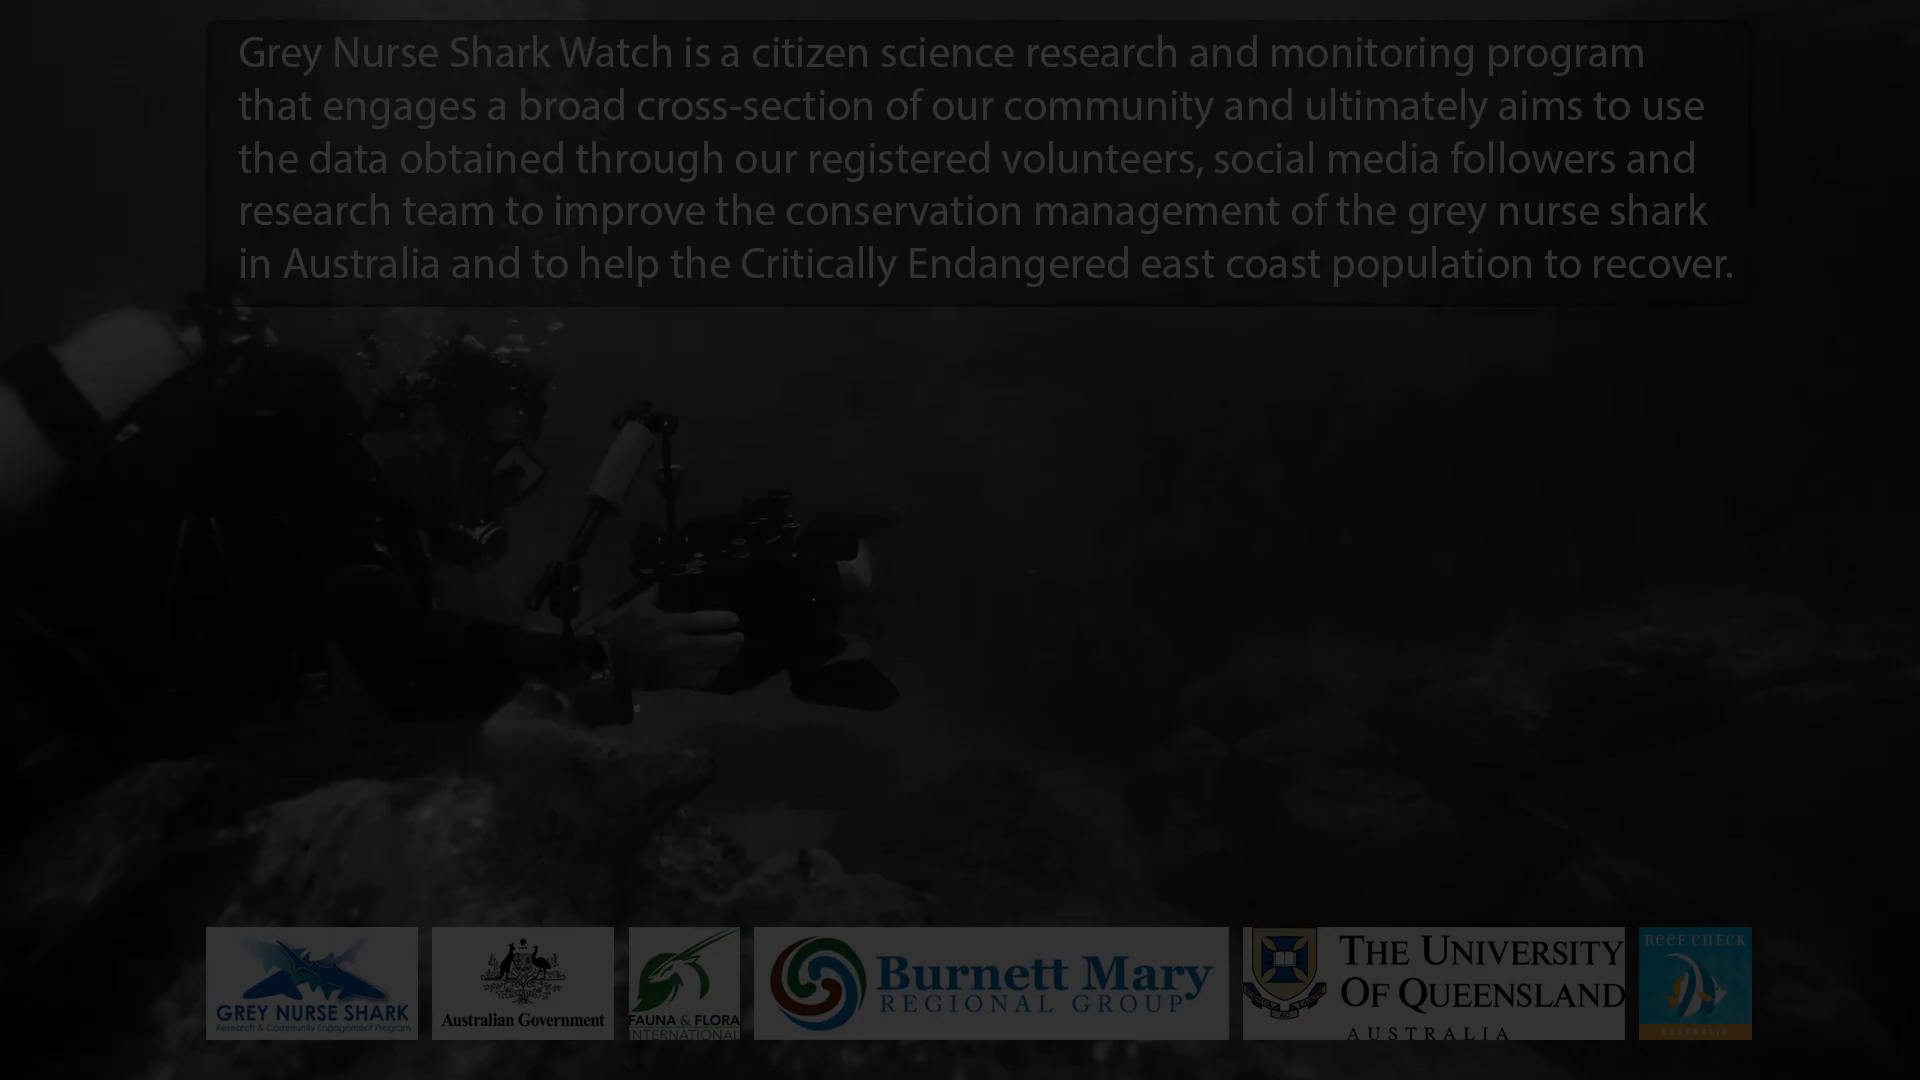 Grey Nurse Shark Watch is a citizen science research and monitoring program
that engages a broad cross-section of our community and ultimately aims to use
the data obtained through our registered volunteers, social media followers and
research team to improve the conservation management of the grey nurse shark
in Australia and to help the Critically Endangered east coast population to recover.
GREY NURSE SHARK
Research & Community Engagement Program
Australian Government
FAUNA & FLORA
INTERNATIONAL
Burnett Mary
REGIONAL GROUP
THE UNIVERSITY
OF QUEENSLAND
AUSTRALIA
REEF CHECK
AUSTRALIA